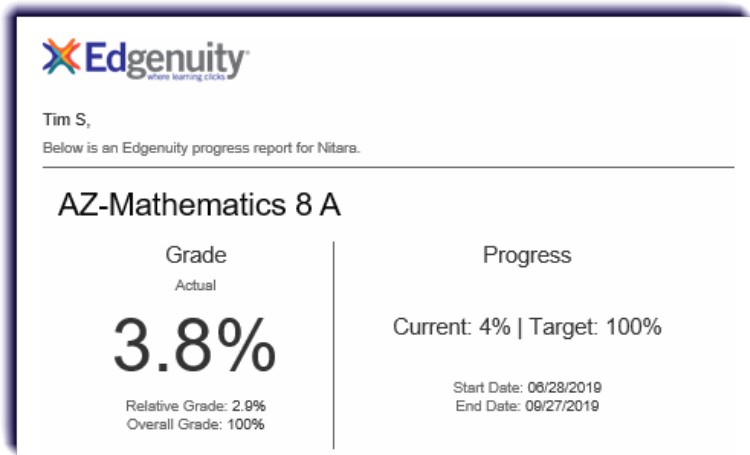 Edgenuity
where learning clicks
Tim S,
Below is an Edgenuity progress report for Nitara.
AZ-Mathematics 8 A
Grade
Actual
3.8%
Relative Grade: 2.9%
Overall Grade: 100%
Progress
Current: 4% | Target: 100%
Start Date: 06/28/2019
End Date: 09/27/2019